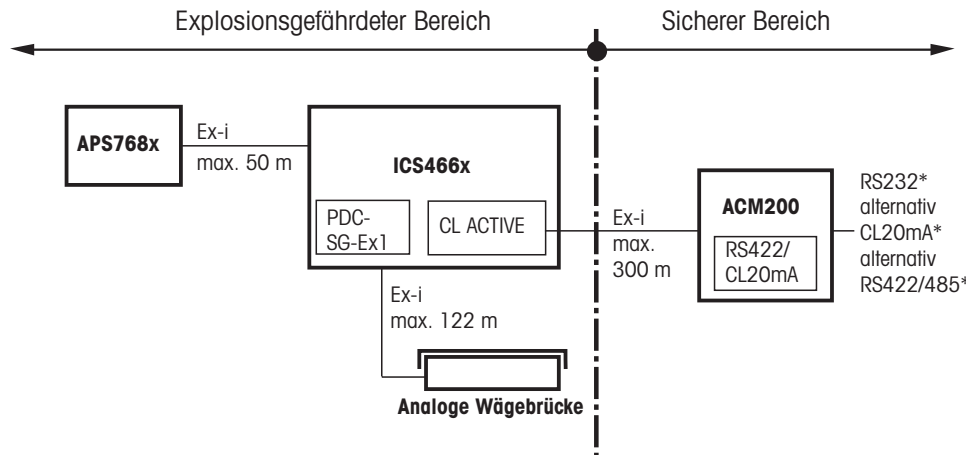 Explosionsgefährdeter Bereich
Sicherer Bereich
APS768x
Ex-i
max. 50 m
ICS466x
PDC-
SG-Ex1
CL ACTIVE
Ex-i
max.
300 m
ACM200
RS422/
CL20mA
RS232*
alternativ
CL20mA*
alternativ
RS422/485*
Ex-i
max. 122 m
Analoge Wägebrücke